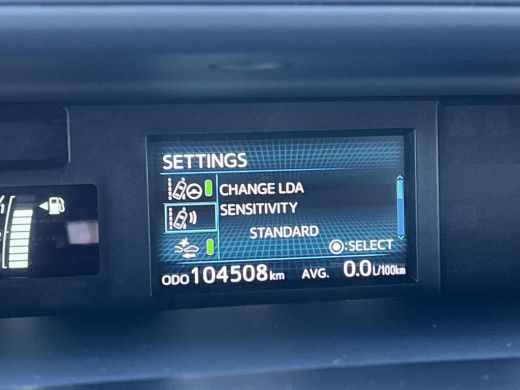 SETTINGS
CHANGE LDA
SENSITIVITY
STANDARD
:SELECT
ODO 104508 km AVG. 0.0 L/100km